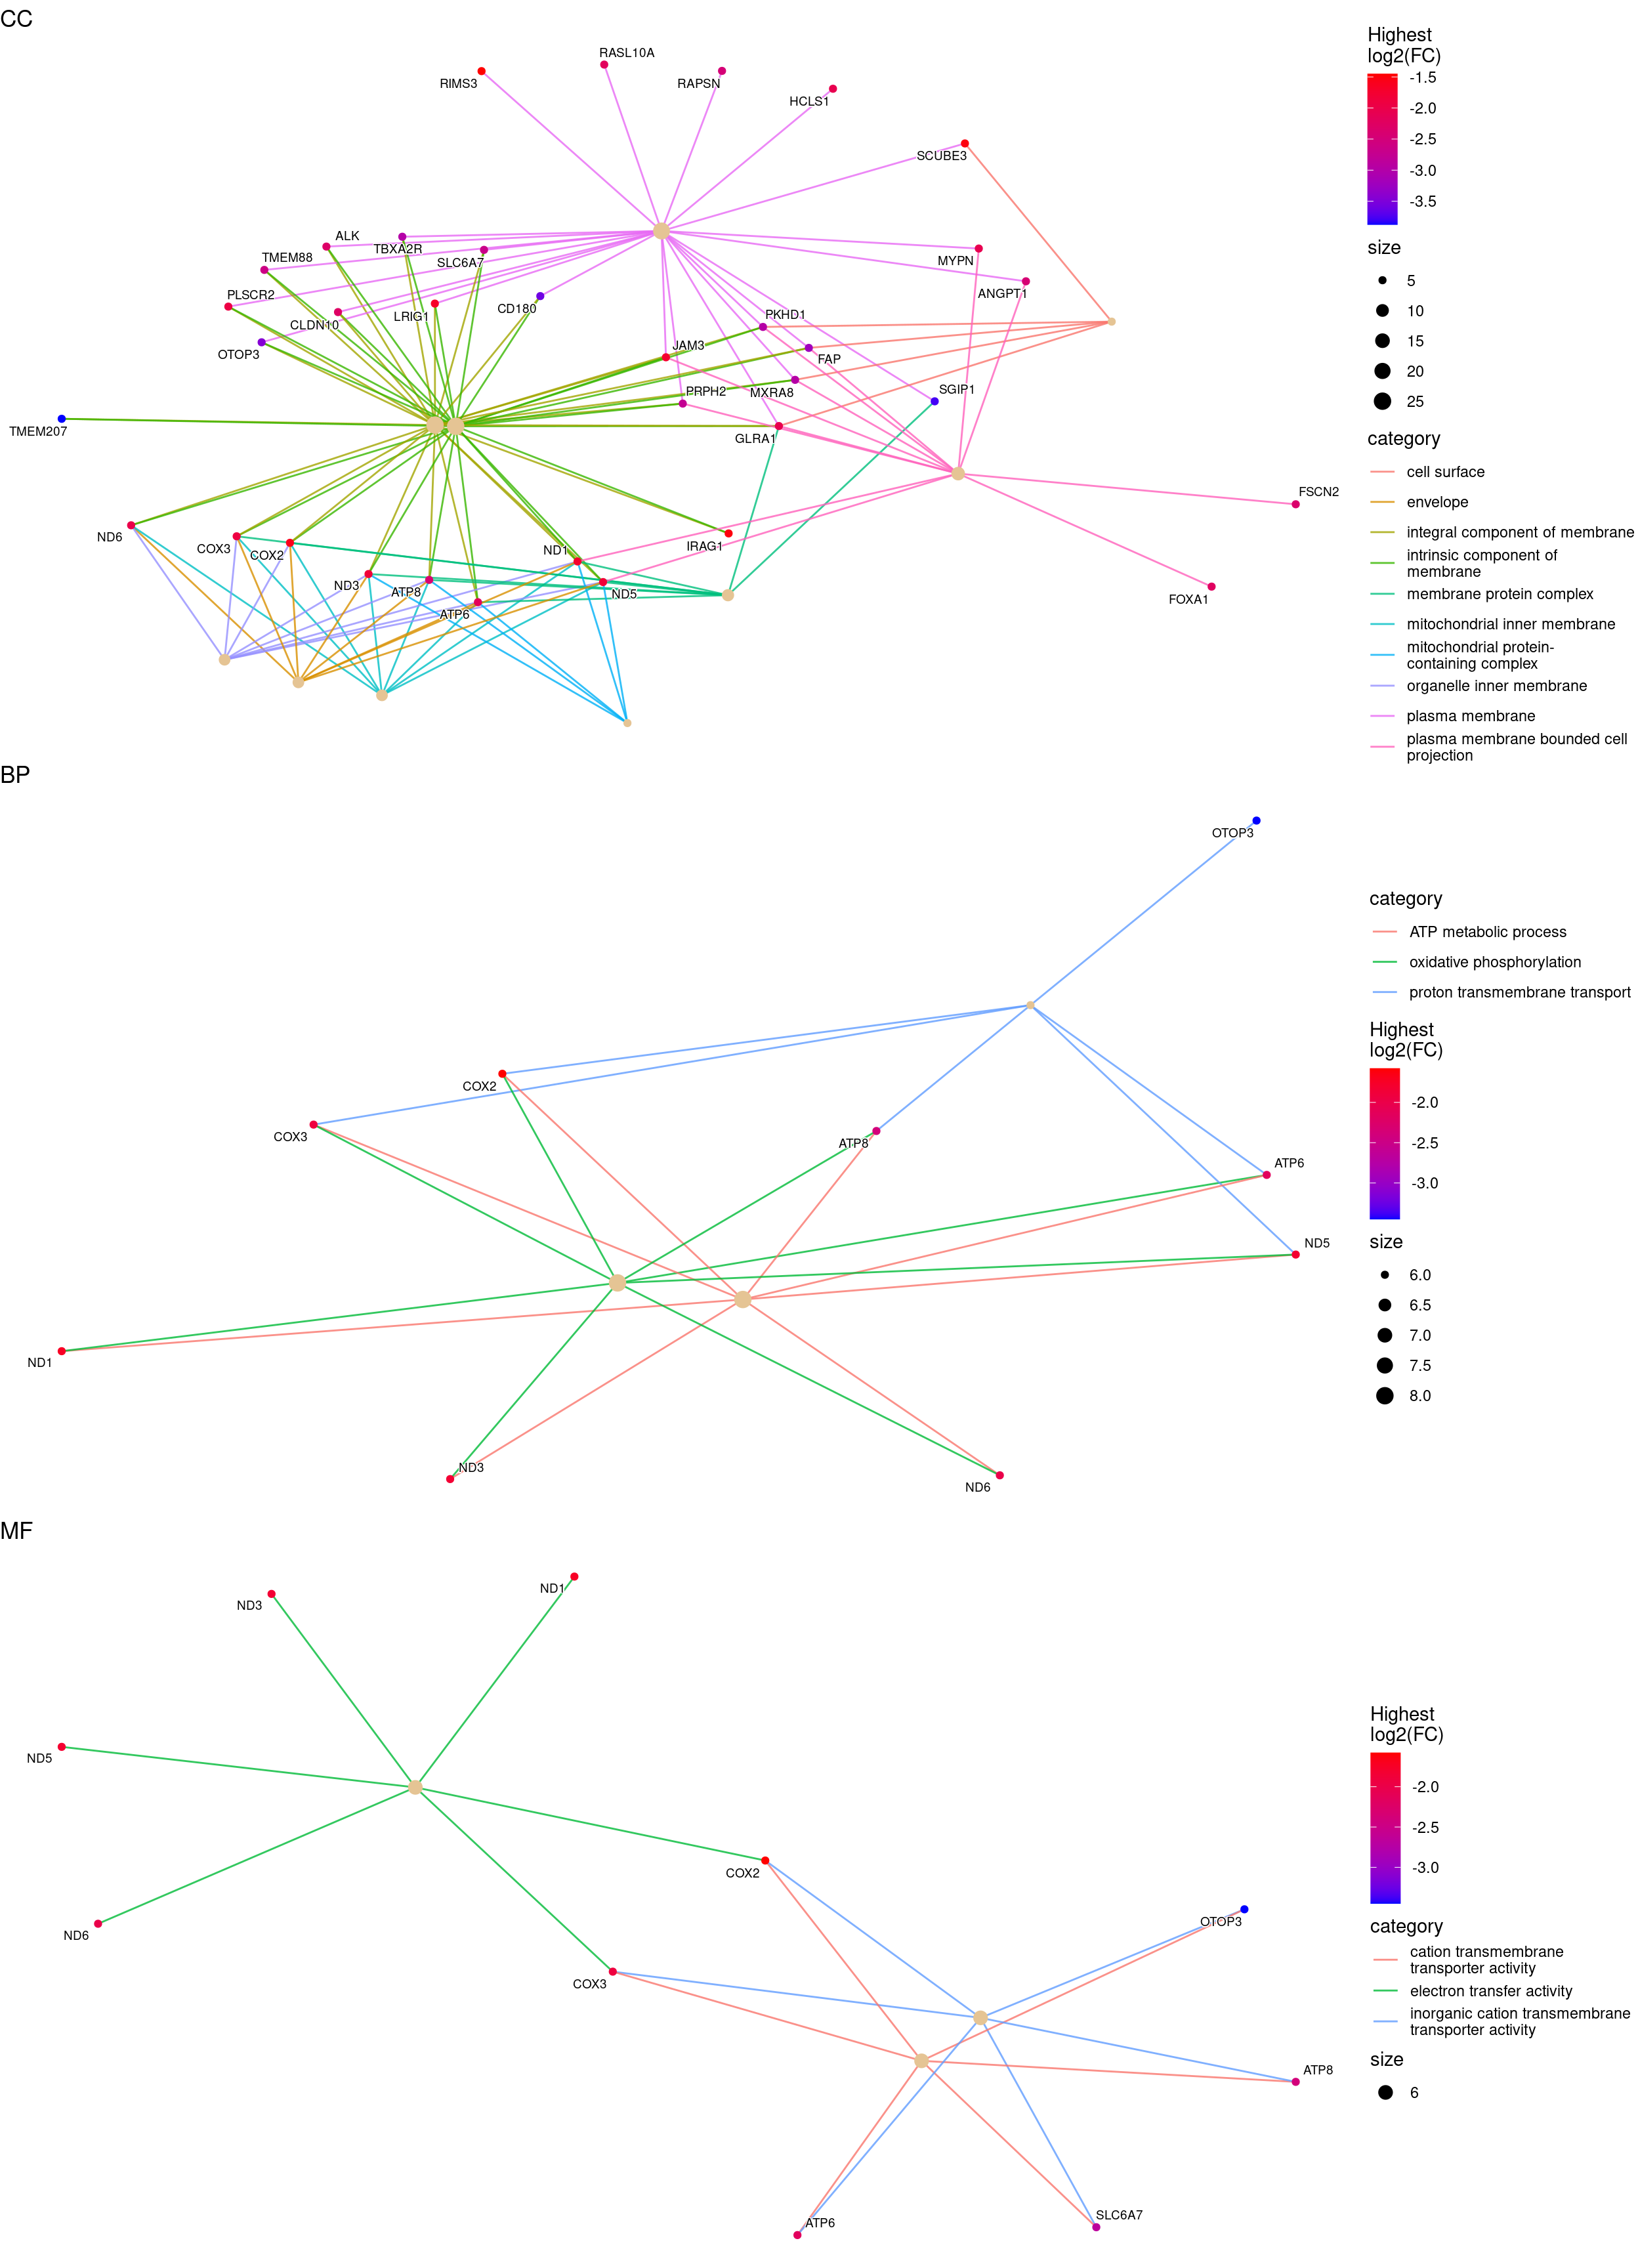 CC
RASL10A
RIMS3
RAPSN
HCLS1
SCUBE3
ALK
TBXA2R
TMEM88
SLC6A7
MYPN
PLSCR2
ANGPT1
CD180
LRIG1
CLDN10
PKHD1
OTOP3
JAM3
FAP
PRPH2
MXRA8
SGIP1
TMEM207
GLRA1
FSCN2
ND6
COX3
COX2
ND1
IRAG1
ND3
ATP8
ND5
FOXA1
ATP6
Highest
log2(FC)
-1.5
-2.0
-2.5
-3.0
-3.5
size
5
10
15
20
25
category
cell surface
envelope
integral component of membrane
intrinsic component of
membrane
membrane protein complex
mitochondrial inner membrane
mitochondrial protein-
containing complex
organelle inner membrane
plasma membrane
plasma membrane bounded cell
projection
BP
OTOP3
COX2
COX3
ATP8
ATP6
ND5
ND1
ND3
ND6
category
ATP metabolic process
oxidative phosphorylation
proton transmembrane transport
Highest
log2(FC)
-2.0
-2.5
-3.0
size
6.0
6.5
7.0
7.5
8.0
MF
ND1
ND3
ND5
COX2
OTOP3
ND6
COX3
ATP8
SLC6A7
ATP6
Highest
log2(FC)
-2.0
-2.5
-3.0
category
cation transmembrane
transporter activity
electron transfer activity
inorganic cation transmembrane
transporter activity
size
6